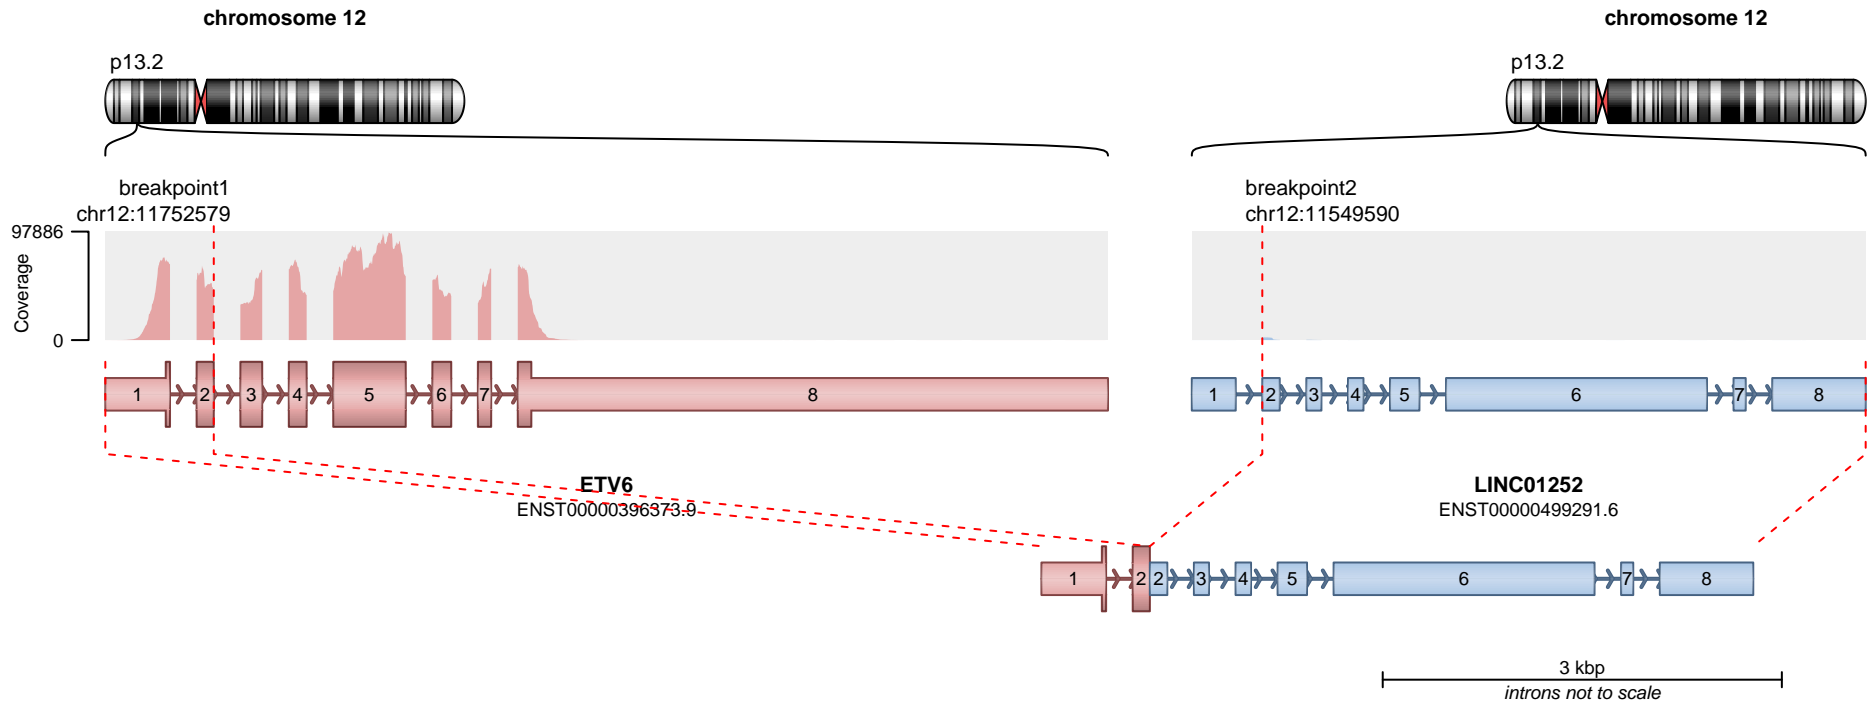 chromosome 12
chromosome 12
p13.2
p13.2
breakpoint1
chr12:11752579
breakpoint2
chr12:11549590
97886
Coverage
0
1 2 3 4 5 6 7 8
1 2 3 4 5 6 7 8
ETV6
ENST00000396373.9
LINC01252
ENST00000499291.6
1 2 2 3 4 5 6 7 8
3 kbp
introns not to scale